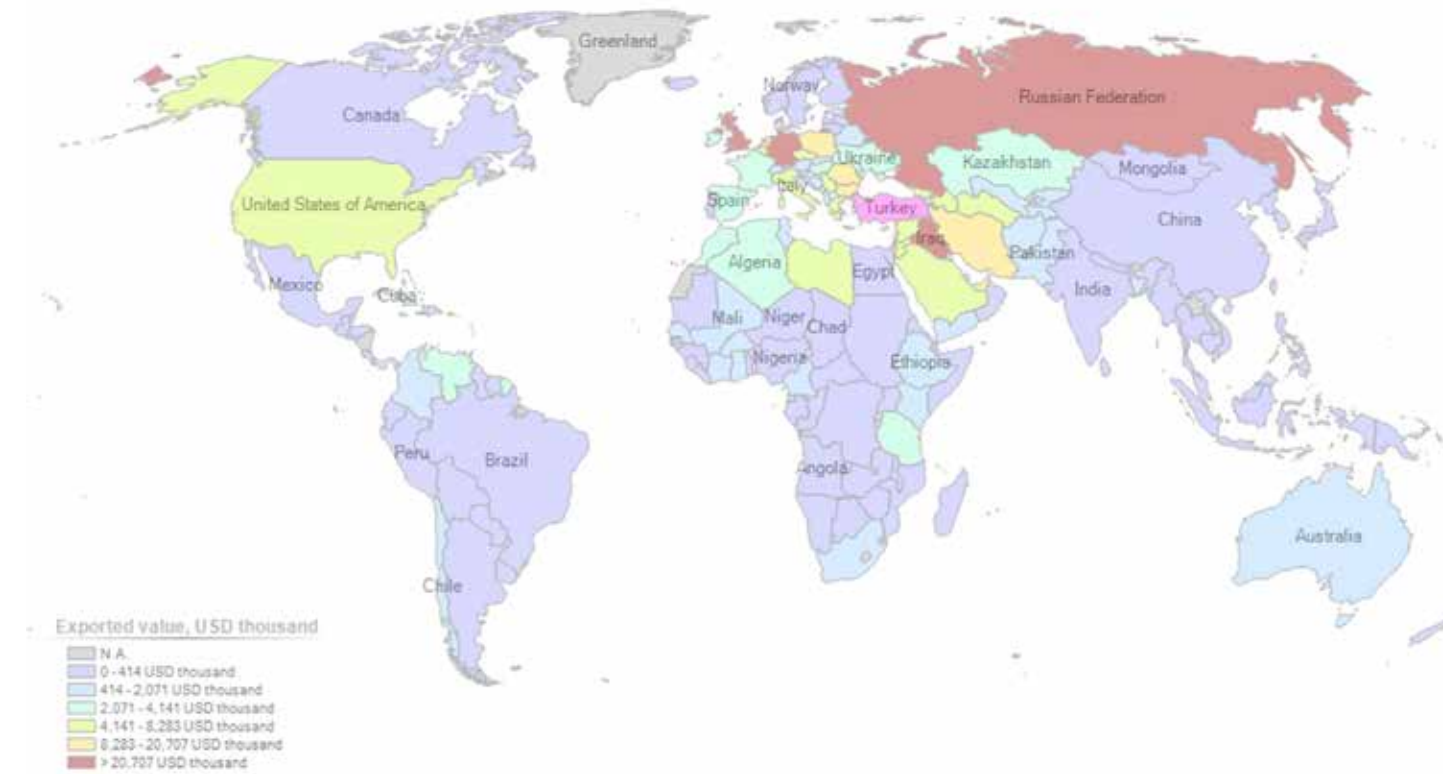 Greenland
Norway
Russian Federation
Canada
Ukraine
Kazakhstan
Mongolia
Italy
United States of America
Spain
Turkey
China
Iraq
Pakistan
Algeria
Egypt
Mexico
Cuba
India
Mali
Niger
Chad
Nigeria
Ethiopia
Peru
Brazil
Angola
Australia
Chile
Exported value, USD thousand
N.A.
0 - 414 USD thousand
414 - 2,071 USD thousand
2,071 - 4,141 USD thousand
4,141 - 8,283 USD thousand
8,283 - 20,707 USD thousand
> 20,707 USD thousand